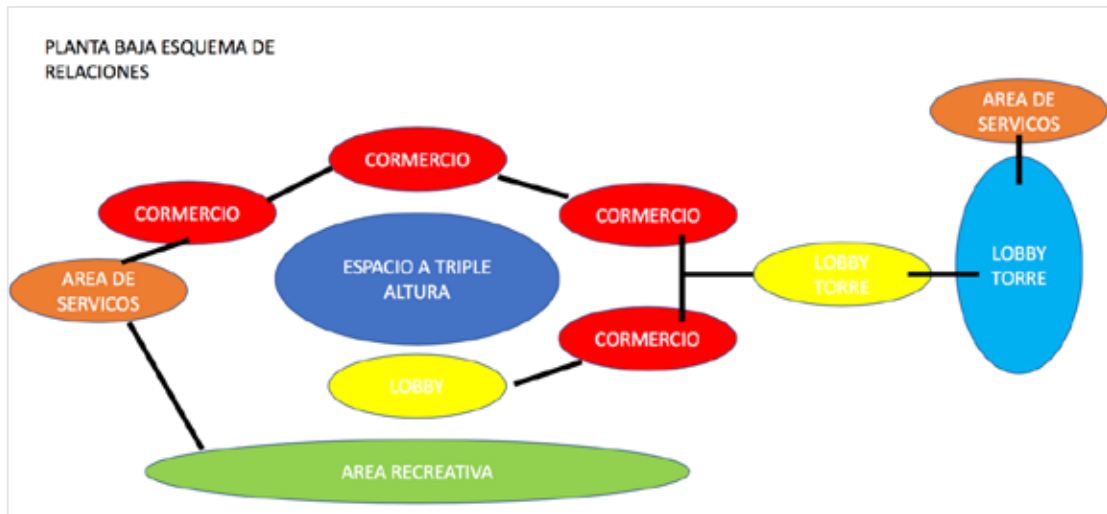 PLANTA BAJA ESQUEMA DE
RELACIONES
AREA DE
SERVICOS
CORMERCIO
CORMERCIO
CORMERCIO
ESPACIO A TRIPLE
ALTURA
LOBBY
TORRE
LOBBY
TORRE
AREA DE
SERVICOS
CORMERCIO
LOBBY
AREA RECREATIVA